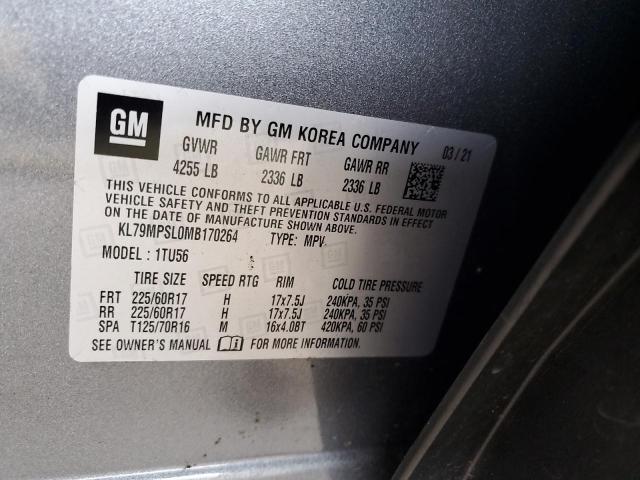 GM
MFD BY GM KOREA COMPANY 03 / 21
GVWR GAWR FRT GAWR RR
4255 LB 2336 LB 2336 LB
THIS VEHICLE CONFORMS TO ALL APPLICABLE U.S. FEDERAL MOTOR
VEHICLE SAFETY AND THEFT PREVENTION STANDARDS IN EFFECT
ON THE DATE OF MANUFACTURE SHOWN ABOVE.
KL79MPSL0MB170264 TYPE: MPV
MODEL : 1TU56
TIRE SIZE SPEED RTG RIM COLD TIRE PRESSURE
FRT 225/60R17 H 17x7.5J 240KPA, 35 PSI
RR 225/60R17 H 17x7.5J 240KPA, 35 PSI
SPA T125/70R16 M 16x4.0BT 420KPA, 60 PSI
SEE OWNER'S MANUAL FOR MORE INFORMATION.